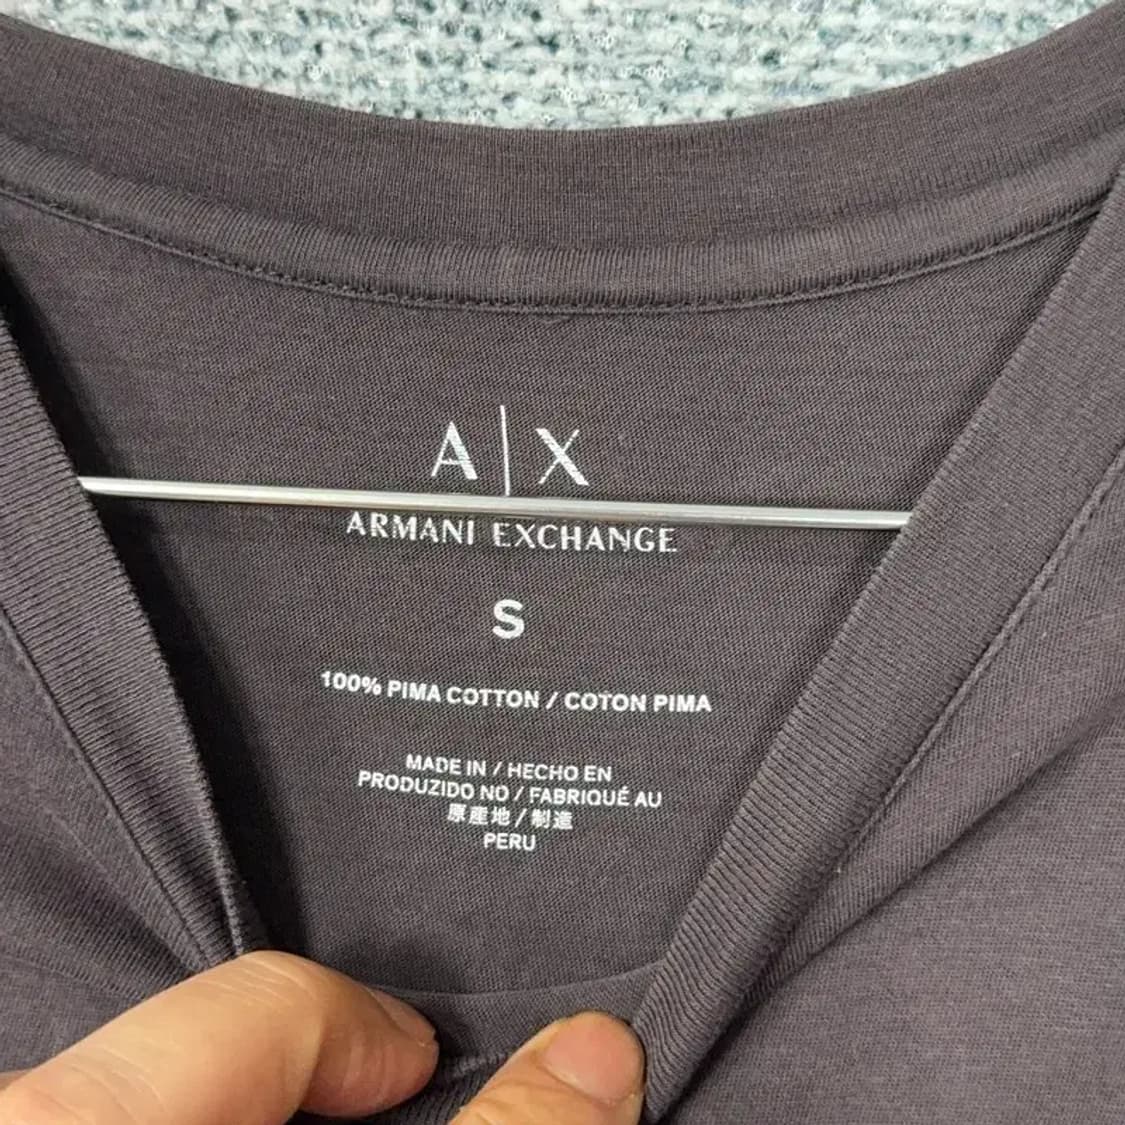 A|X
ARMANI EXCHANGE
S
100% PIMA COTTON / COTON PIMA
MADE IN / HECHO EN
PRODUZIDO NO / FABRIQUÉ AU
原産地 / 制造
PERU